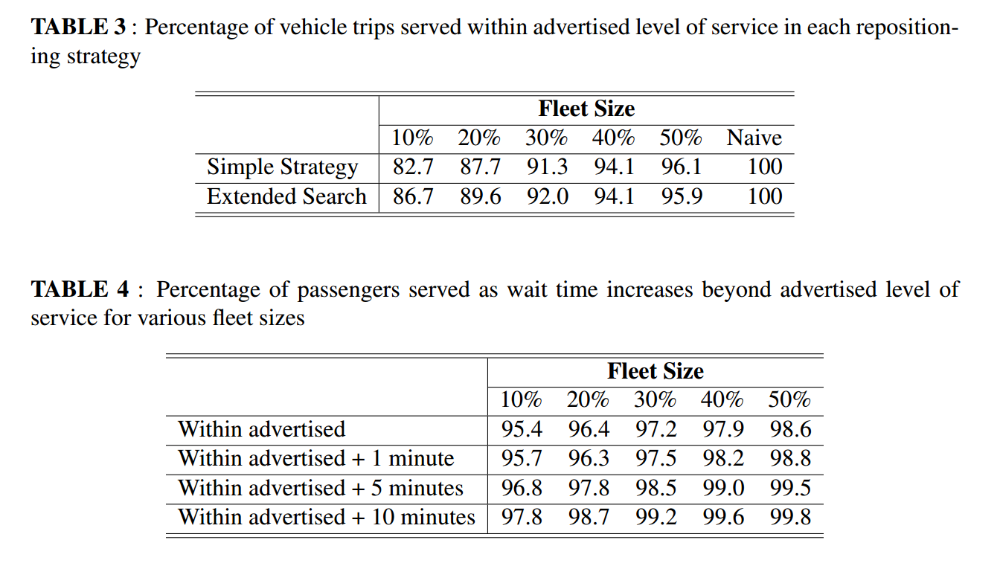 TABLE 3 : Percentage of vehicle trips served within advertised level of service in each reposition-
ing strategy
Fleet Size
10% 20% 30% 40% 50% Naive
Simple Strategy 82.7 87.7 91.3 94.1 96.1 100
Extended Search 86.7 89.6 92.0 94.1 95.9 100
TABLE 4 : Percentage of passengers served as wait time increases beyond advertised level of
service for various fleet sizes
Fleet Size
10% 20% 30% 40% 50%
Within advertised 95.4 96.4 97.2 97.9 98.6
Within advertised + 1 minute 95.7 96.3 97.5 98.2 98.8
Within advertised + 5 minutes 96.8 97.8 98.5 99.0 99.5
Within advertised + 10 minutes 97.8 98.7 99.2 99.6 99.8